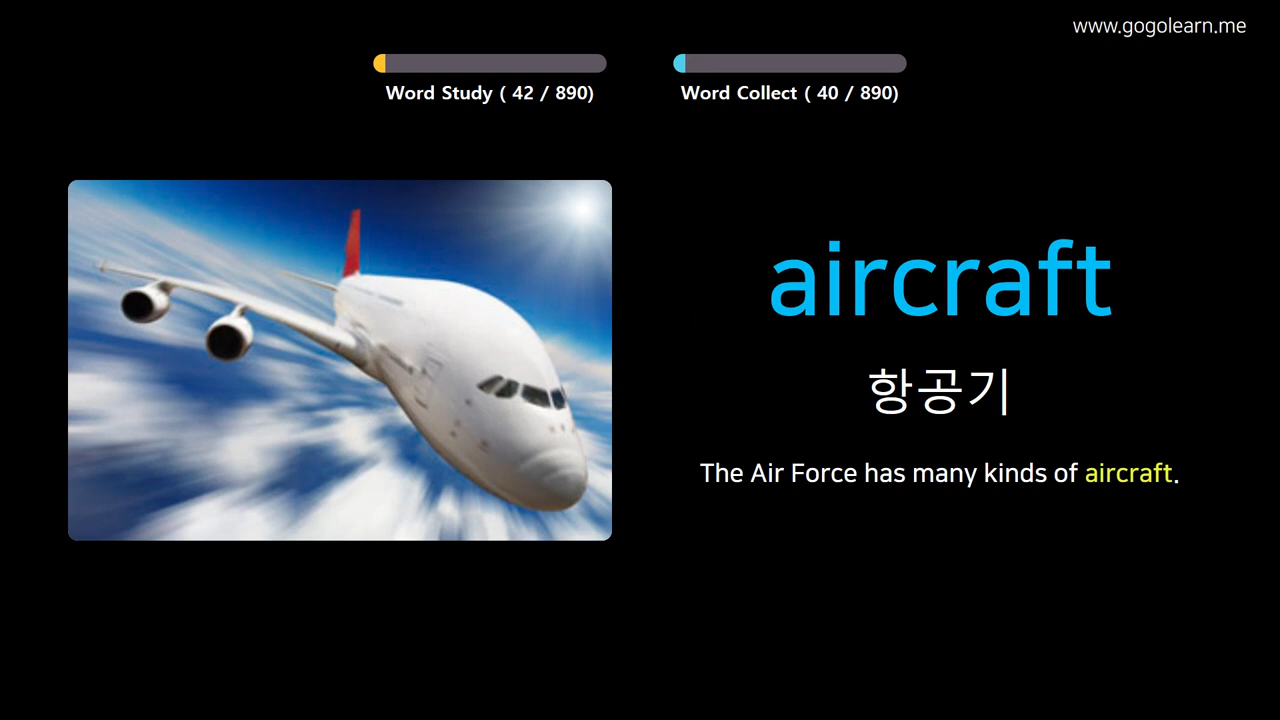 www.gogolearn.me
Word Study ( 42 / 890)
Word Collect ( 40 / 890)
aircraft
항공기
The Air Force has many kinds of aircraft.